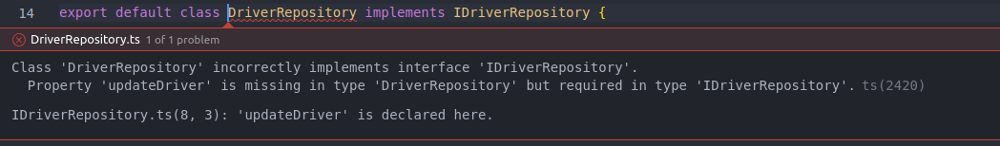 14 export default class DriverRepository implements IDriverRepository {
DriverRepository.ts 1 of 1 problem
Class 'DriverRepository' incorrectly implements interface 'IDriverRepository'.
Property 'updateDriver' is missing in type 'DriverRepository' but required in type 'IDriverRepository'. ts(2420)
IDriverRepository.ts(8, 3): 'updateDriver' is declared here.